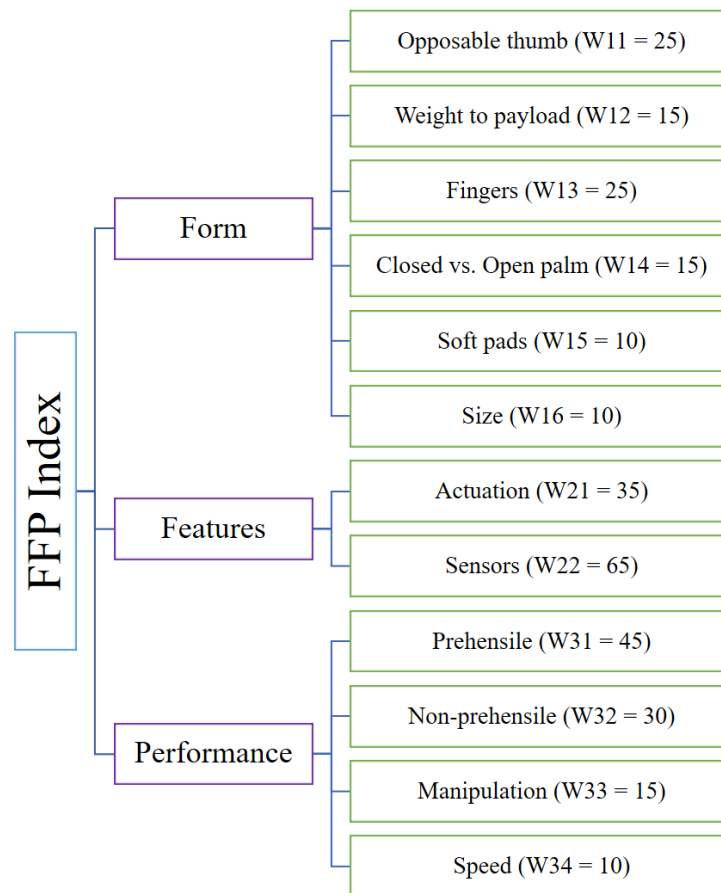 FFP Index
Form
Opposable thumb (W11 = 25)
Weight to payload (W12 = 15)
Fingers (W13 = 25)
Closed vs. Open palm (W14 = 15)
Soft pads (W15 = 10)
Size (W16 = 10)
Features
Actuation (W21 = 35)
Sensors (W22 = 65)
Performance
Prehensile (W31 = 45)
Non-prehensile (W32 = 30)
Manipulation (W33 = 15)
Speed (W34 = 10)